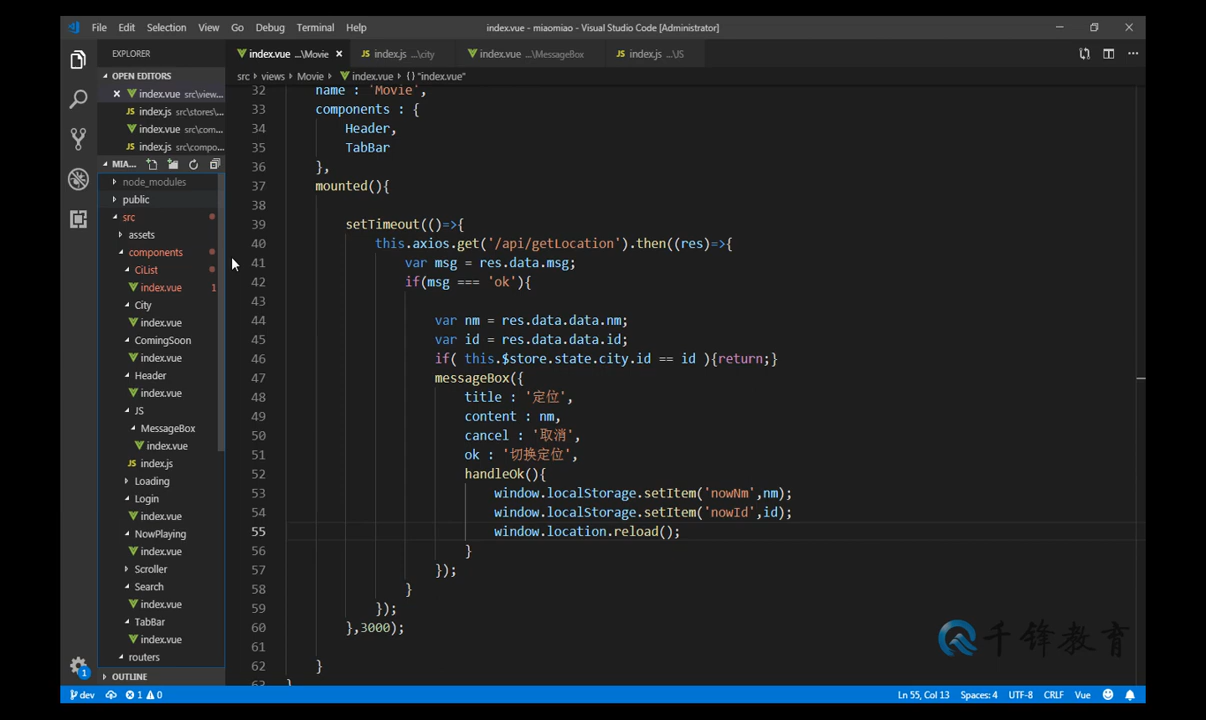 File Edit Selection View Go Debug Terminal Help index.vue - miaomiao - Visual Studio Code [Administrator]
EXPLORER
index.vue ...\Movie × index.js ...\city index.vue ...\MessageBox index.js ...\JS
OPEN EDITORS
× index.vue src\view...
index.js src\stores\...
index.vue src\com...
index.js src\compo...
MIA...
node_modules
public
src
assets
components
CiList
index.vue 1
City
index.vue
ComingSoon
index.vue
Header
index.vue
JS
MessageBox
index.vue
index.js
Loading
Login
index.vue
NowPlaying
index.vue
Scroller
Search
index.vue
TabBar
index.vue
routers
OUTLINE
src › views › Movie › index.vue › {} "index.vue"
32 name : 'Movie',
33 components : {
34 Header,
35 TabBar
36 },
37 mounted(){
38
39 setTimeout(()=>{
40 this.axios.get('/api/getLocation').then((res)=>{
41 var msg = res.data.msg;
42 if(msg === 'ok'){
43
44 var nm = res.data.data.nm;
45 var id = res.data.data.id;
46 if( this.$store.state.city.id == id ){return;}
47 messageBox({
48 title : '定位',
49 content : nm,
50 cancel : '取消',
51 ok : '切换定位',
52 handleOk(){
53 window.localStorage.setItem('nowNm',nm);
54 window.localStorage.setItem('nowId',id);
55 window.location.reload();
56 }
57 });
58 }
59 });
60 },3000);
61
62 }
63 }
千锋教育
1
dev 1 0 Ln 55, Col 13 Spaces: 4 UTF-8 CRLF Vue